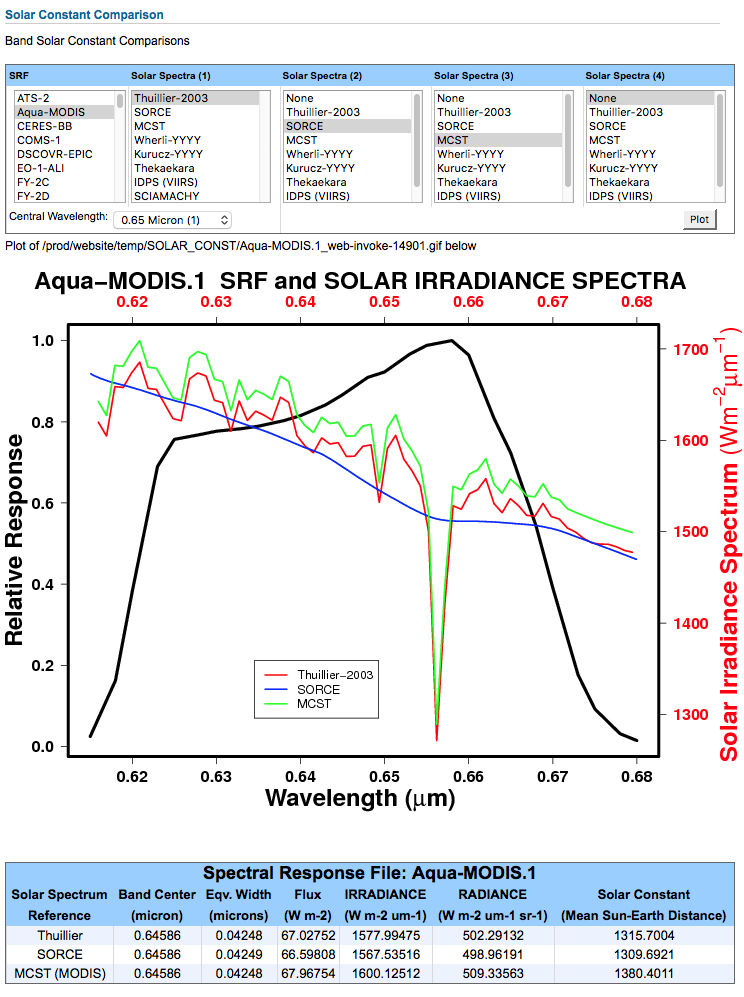 Solar Constant Comparison
Band Solar Constant Comparisons
SRF Solar Spectra (1) Solar Spectra (2) Solar Spectra (3) Solar Spectra (4)
ATS-2 Thuillier-2003 None None None
Aqua-MODIS SORCE Thuillier-2003 Thuillier-2003 Thuillier-2003
CERES-BB MCST SORCE SORCE SORCE
COMS-1 Wherli-YYYY MCST MCST MCST
DSCOVR-EPIC Kurucz-YYYY Wherli-YYYY Wherli-YYYY Wherli-YYYY
EO-1-ALI Thekaekara Kurucz-YYYY Kurucz-YYYY Kurucz-YYYY
FY-2C IDPS (VIIRS) Thekaekara Thekaekara Thekaekara
FY-2D SCIAMACHY IDPS (VIIRS) IDPS (VIIRS) IDPS (VIIRS)
Central Wavelength: 0.65 Micron (1) Plot
Plot of /prod/website/temp/SOLAR_CONST/Aqua-MODIS.1_web-invoke-14901.gif below
Aqua−MODIS.1 SRF and SOLAR IRRADIANCE SPECTRA
0.62 0.63 0.64 0.65 0.66 0.67 0.68
1.0
0.8
0.6
0.4
0.2
0.0
Relative Response
1700
1600
1500
1400
1300
Solar Irradiance Spectrum (Wm−2μm−1)
Thuillier−2003
SORCE
MCST
0.62 0.63 0.64 0.65 0.66 0.67 0.68
Wavelength (μm)
Spectral Response File: Aqua-MODIS.1
Solar Spectrum Band Center Eqv. Width Flux IRRADIANCE RADIANCE Solar Constant
Reference (micron) (microns) (W m-2) (W m-2 um-1) (W m-2 um-1 sr-1) (Mean Sun-Earth Distance)
Thuillier 0.64586 0.04248 67.02752 1577.99475 502.29132 1315.7004
SORCE 0.64586 0.04249 66.59808 1567.53516 498.96191 1309.6921
MCST (MODIS) 0.64586 0.04248 67.96754 1600.12512 509.33563 1380.4011